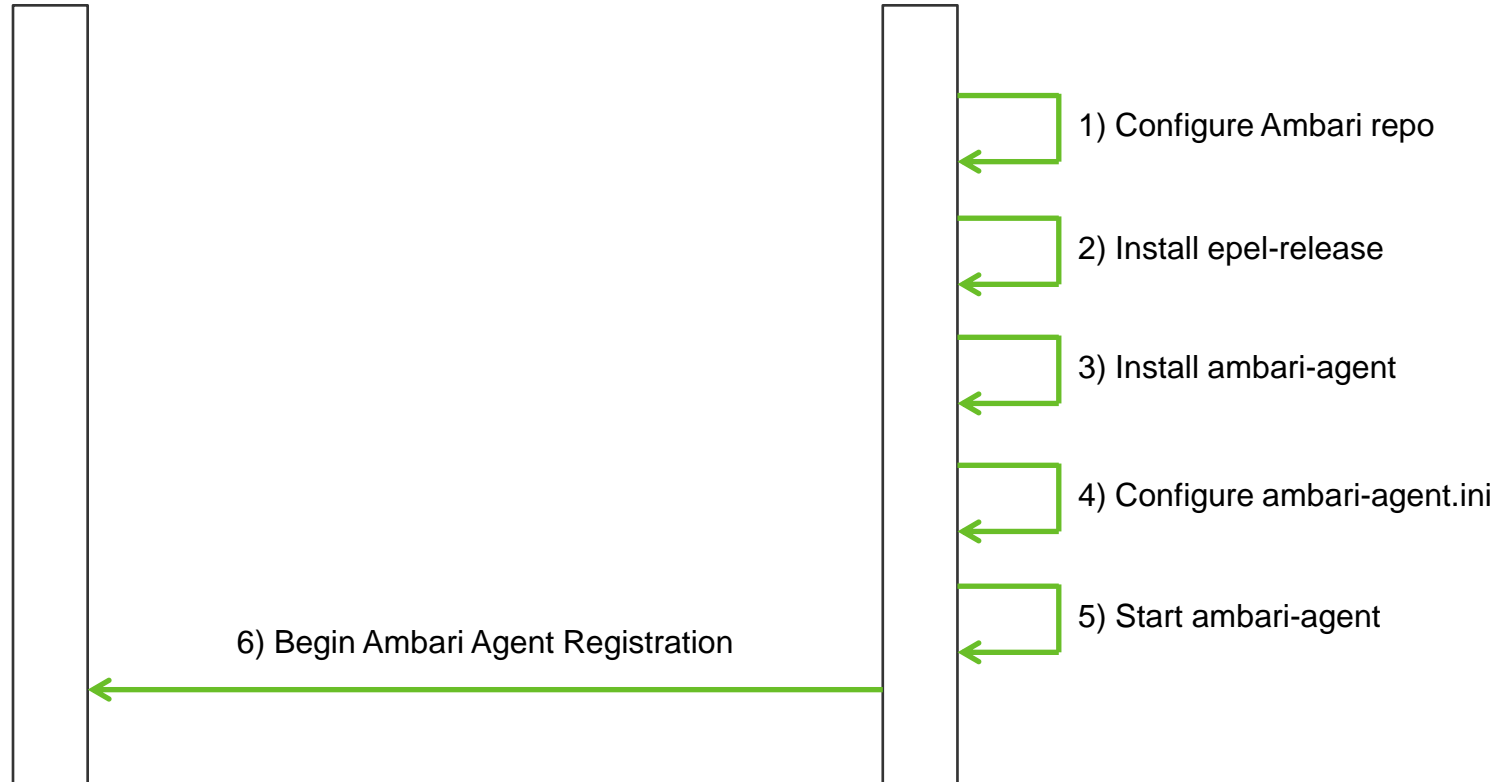 1) Configure Ambari repo
2) Install epel-release
3) Install ambari-agent
4) Configure ambari-agent.ini
5) Start ambari-agent
6) Begin Ambari Agent Registration